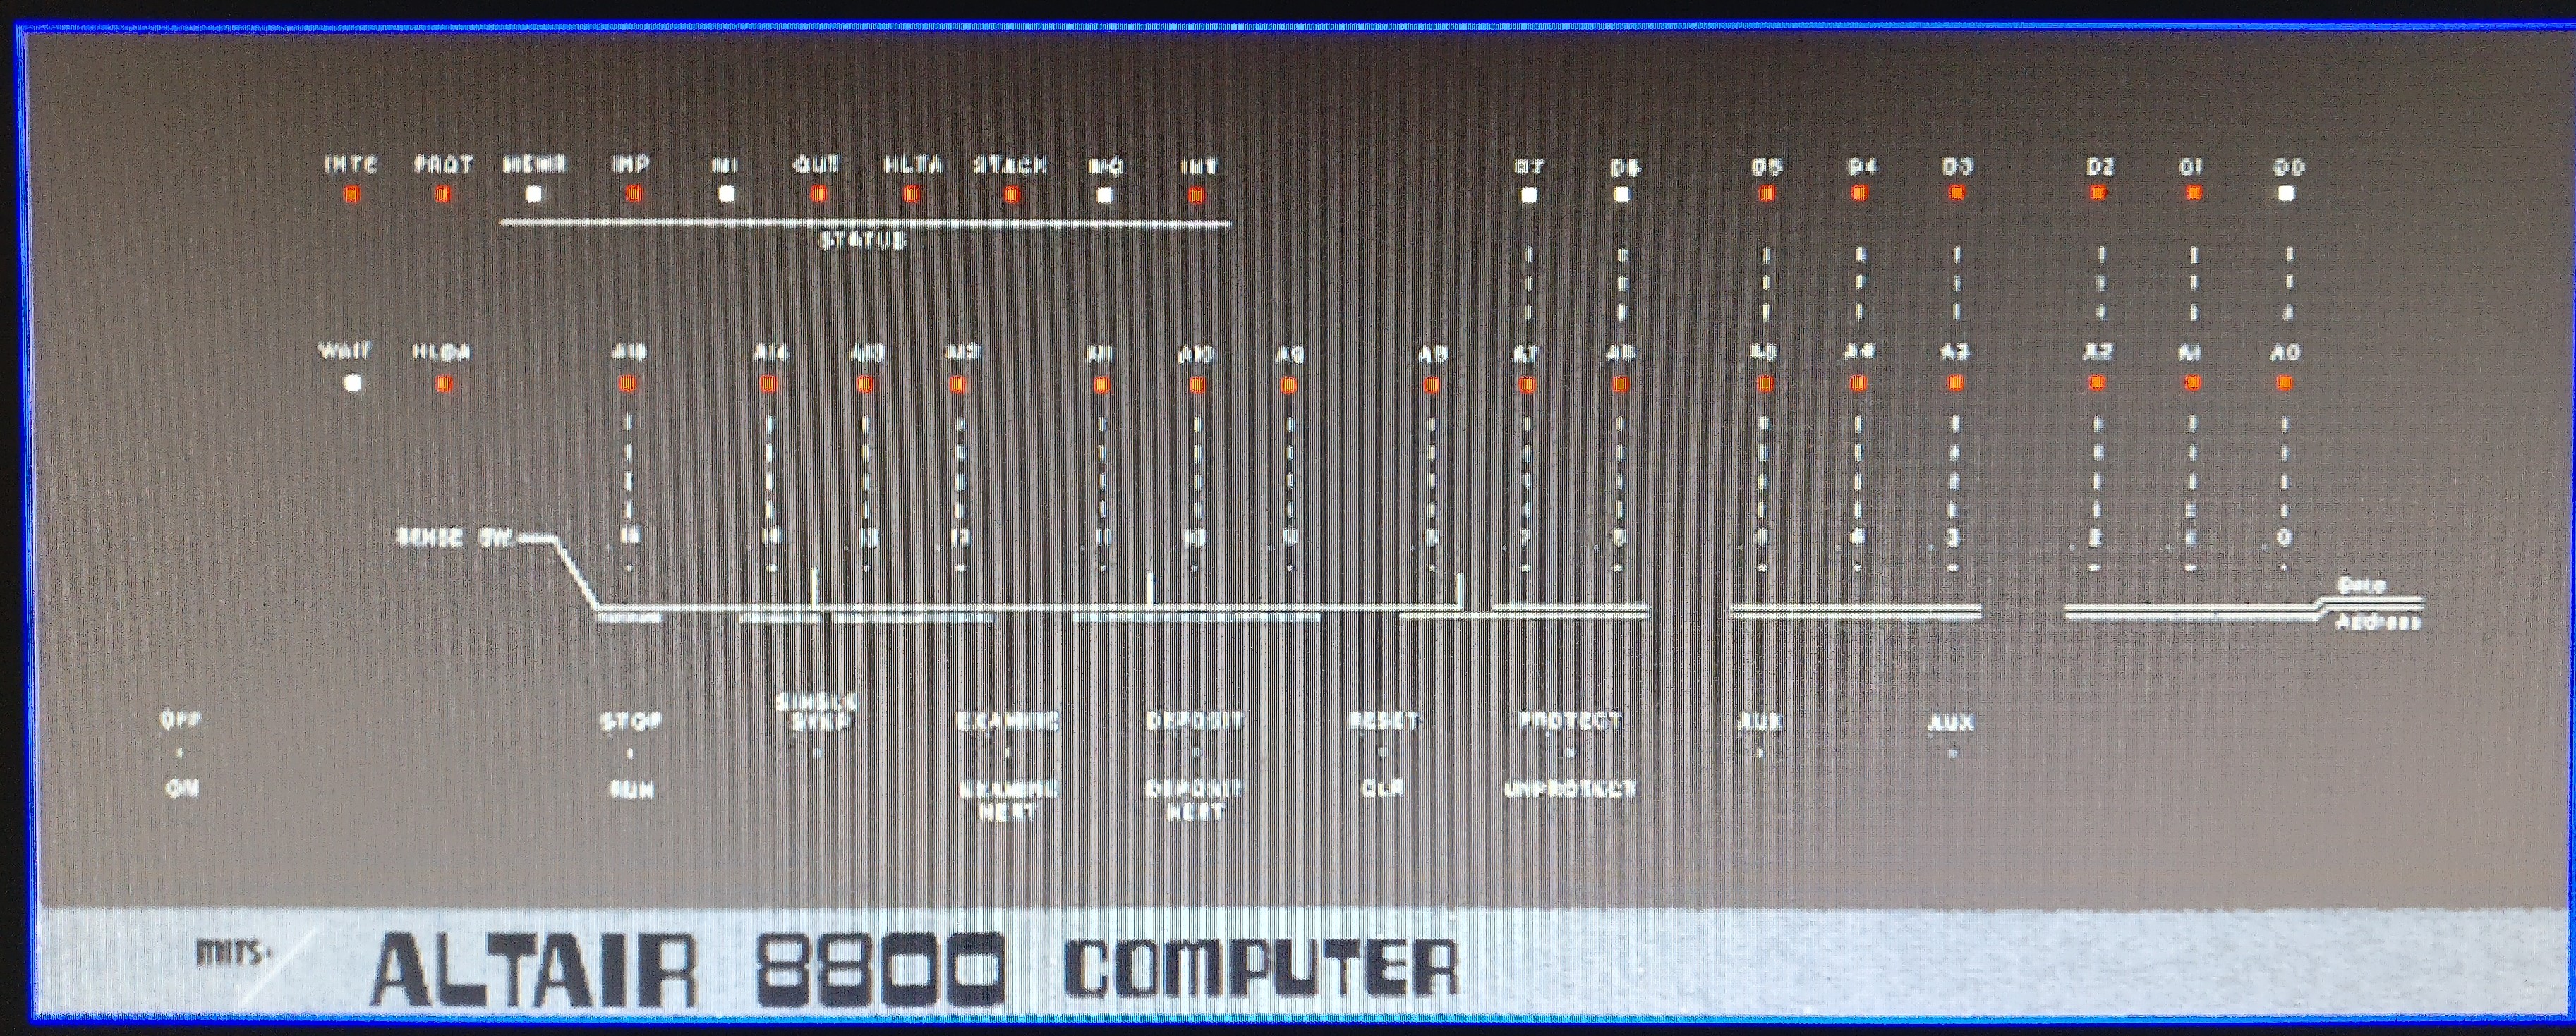 INTE PROT MEMR INP MI OUT HLTA STACK WO INT D7 D6 D5 D4 D3 D2 D1 D0
STATUS
WAIT HLDA A15 A14 A13 A12 A11 A10 A9 A8 A7 A6 A5 A4 A3 A2 A1 A0
SENSE SW. 15 14 13 12 11 10 9 8 7 6 5 4 3 2 1 0
Data
Address
OFF STOP SINGLE STEP EXAMINE DEPOSIT RESET PROTECT AUX AUX
ON RUN EXAMINE NEXT DEPOSIT NEXT CLR UNPROTECT
mits ALTAIR 8800 COMPUTER